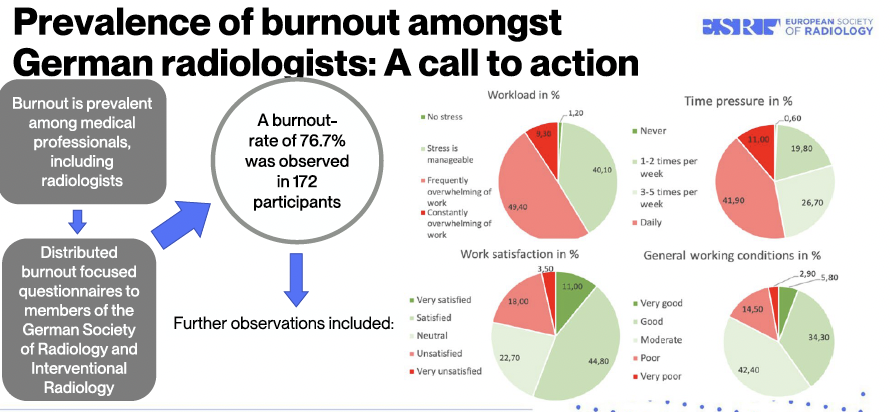 Prevalence of burnout amongst
German radiologists: A call to action
ESR
EUROPEAN SOCIETY
OF RADIOLOGY
Burnout is prevalent
among medical
professionals,
including
radiologists
Distributed
burnout focused
questionnaires to
members of the
German Society
of Radiology and
Interventional
Radiology
A burnout-
rate of 76.7%
was observed
in 172
participants
Further observations included:
Workload in %
No stress
Stress is
manageable
Frequently
overwhelming of
work
Constantly
overwhelming of
work
1,20
40,10
49,40
9,30
Time pressure in %
Never
1-2 times per
week
3-5 times per
week
Daily
0,60
19,80
26,70
41,90
11,00
Work satisfaction in %
Very satisfied
Satisfied
Neutral
Unsatisfied
Very unsatisfied
3,50
11,00
44,80
22,70
18,00
General working conditions in %
Very good
Good
Moderate
Poor
Very poor
2,90
5,80
34,30
42,40
14,50